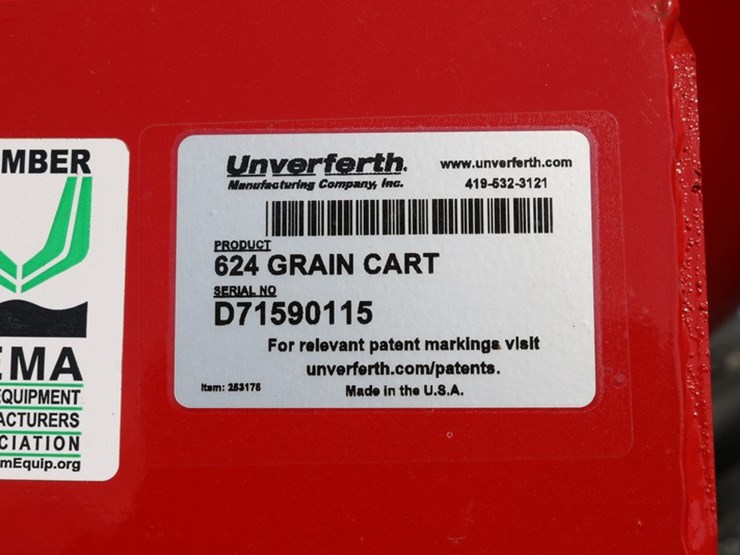 MBER
EMA
EQUIPMENT
ACTURERS
CIATION
mEquip.org
Unverferth.
Manufacturing Company, Inc.
www.unverferth.com
419-532-3121
PRODUCT
624 GRAIN CART
SERIAL NO
D71590115
For relevant patent markings visit
unverferth.com/patents.
Item: 253176
Made in the U.S.A.